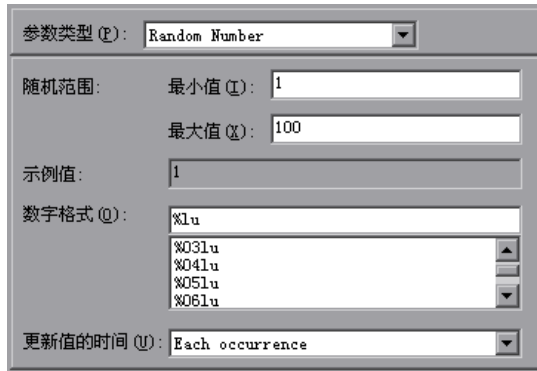 参数类型(P): Random Number
随机范围: 最小值(I): 1
最大值(X): 100
示例值: 1
数字格式(O): %lu
%03lu
%04lu
%05lu
%06lu
更新值的时间(U): Each occurrence